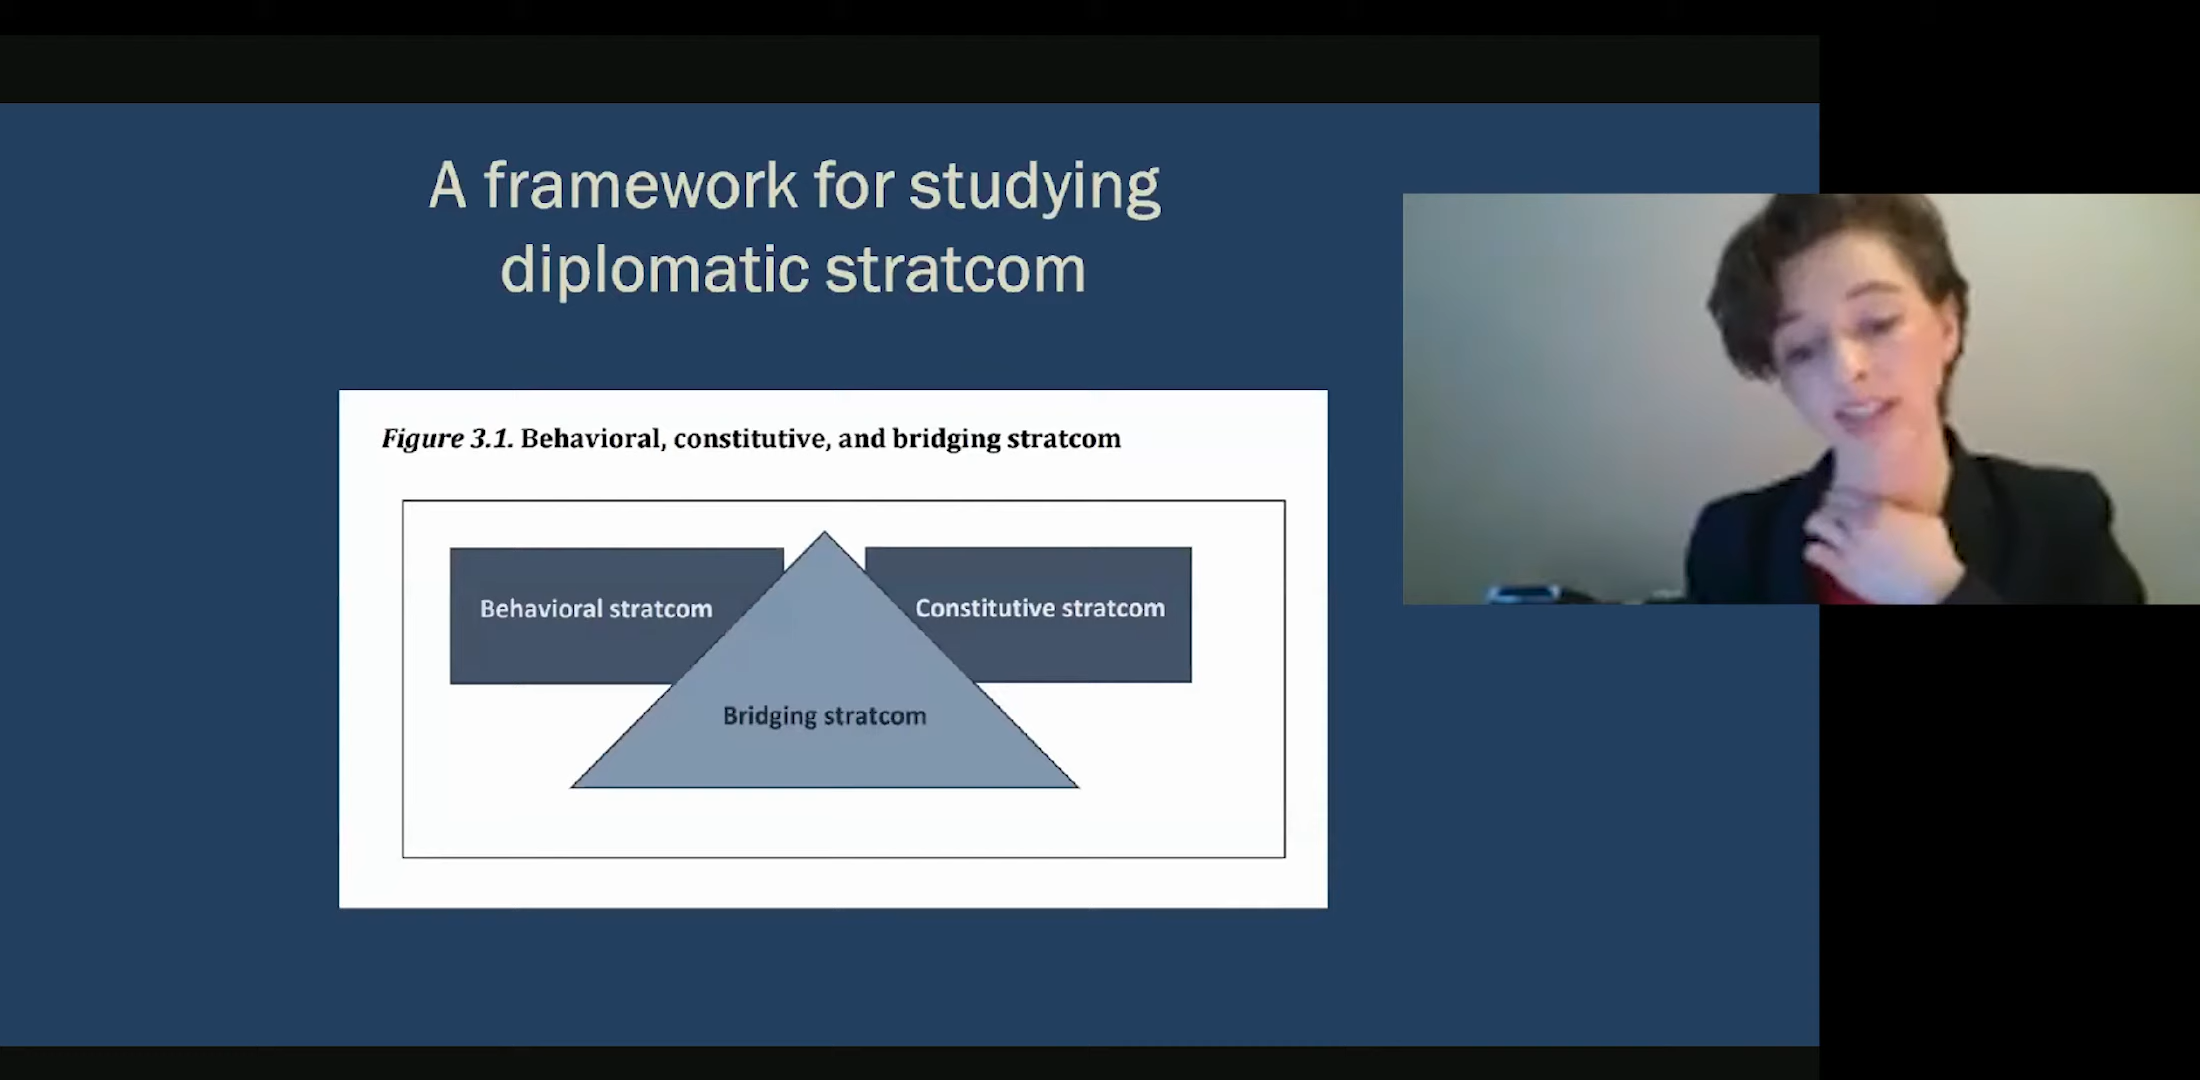 A framework for studying
diplomatic stratcom
Figure 3.1. Behavioral, constitutive, and bridging stratcom
Behavioral stratcom
Constitutive stratcom
Bridging stratcom